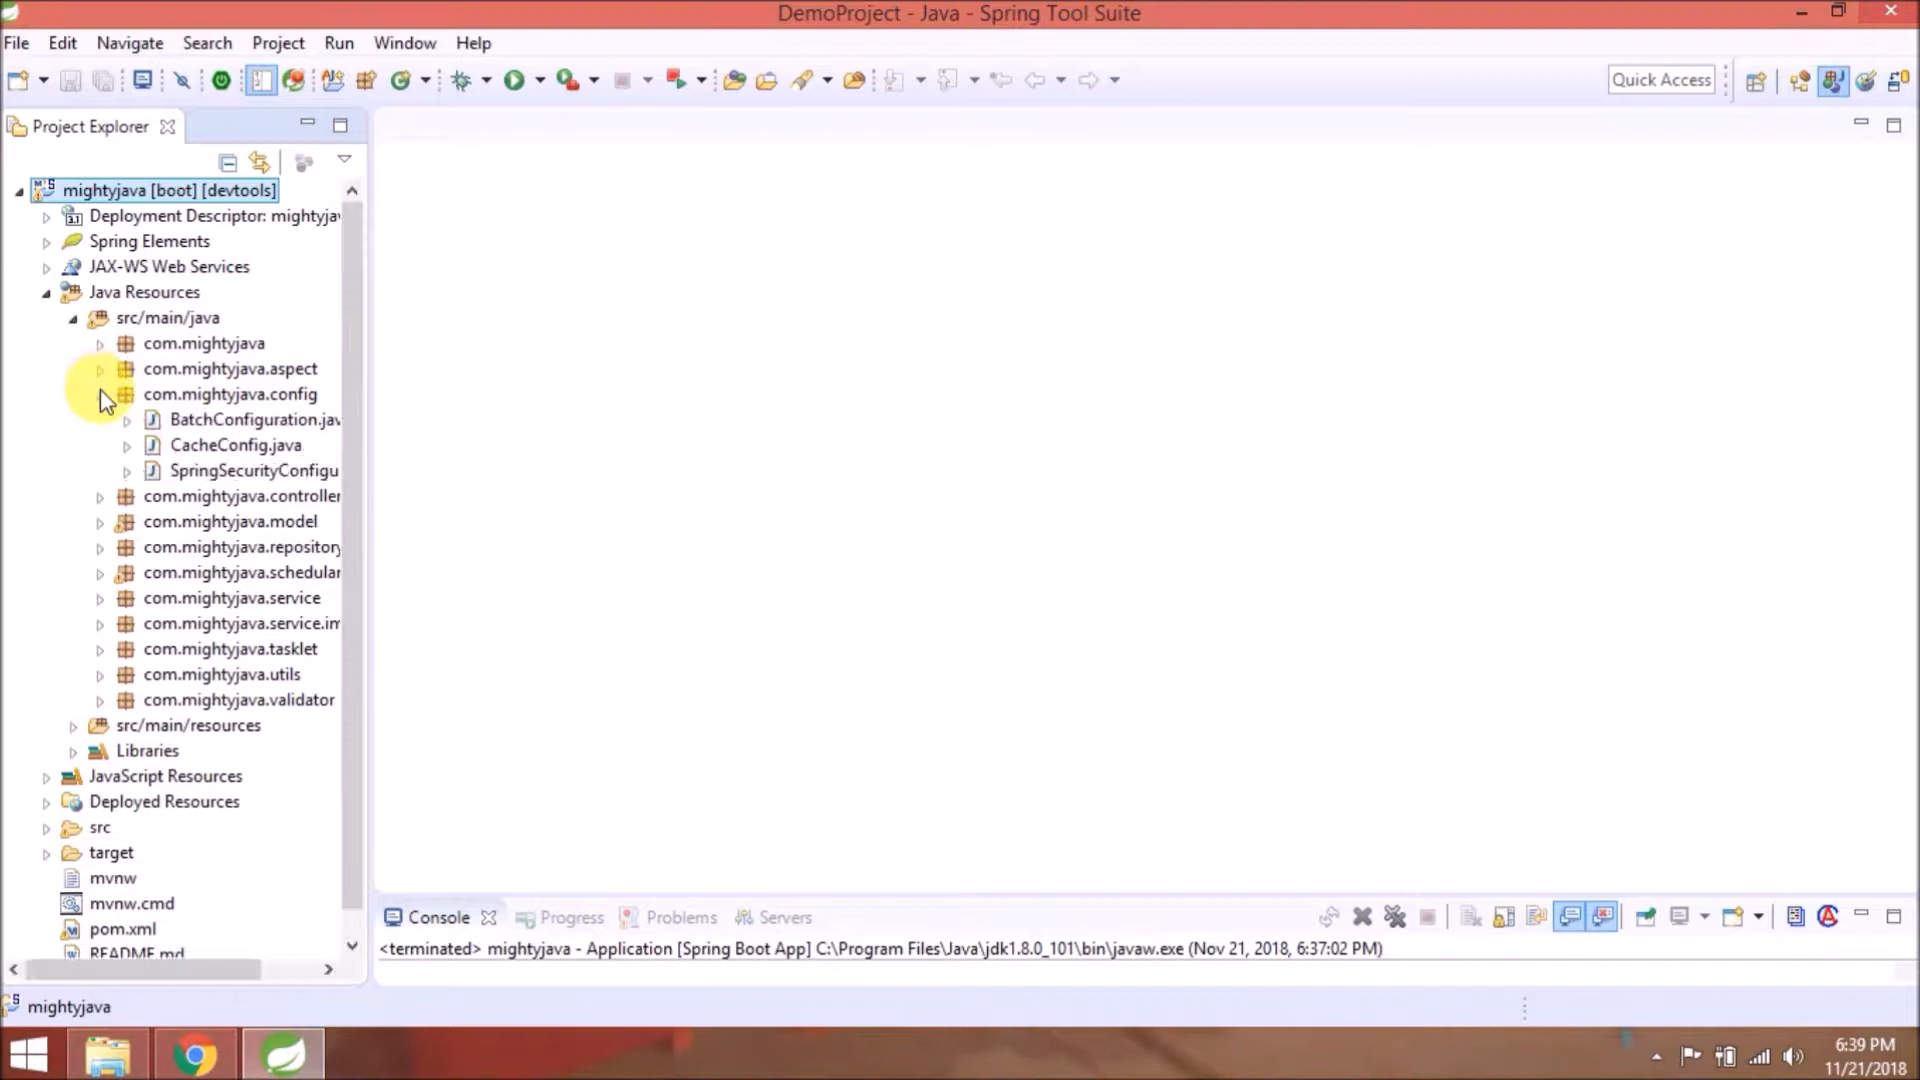 DemoProject - Java - Spring Tool Suite
File Edit Navigate Search Project Run Window Help
Quick Access
Project Explorer
mightyjava [boot] [devtools]
Deployment Descriptor: mightyja
Spring Elements
JAX-WS Web Services
Java Resources
src/main/java
com.mightyjava
com.mightyjava.aspect
com.mightyjava.config
BatchConfiguration.jav
CacheConfig.java
SpringSecurityConfigu
com.mightyjava.controller
com.mightyjava.model
com.mightyjava.repository
com.mightyjava.schedular
com.mightyjava.service
com.mightyjava.service.im
com.mightyjava.tasklet
com.mightyjava.utils
com.mightyjava.validator
src/main/resources
Libraries
JavaScript Resources
Deployed Resources
src
target
mvnw
mvnw.cmd
pom.xml
README.md
Console Progress Problems Servers
<terminated> mightyjava - Application [Spring Boot App] C:\Program Files\Java\jdk1.8.0_101\bin\javaw.exe (Nov 21, 2018, 6:37:02 PM)
mightyjava
6:39 PM
11/21/2018